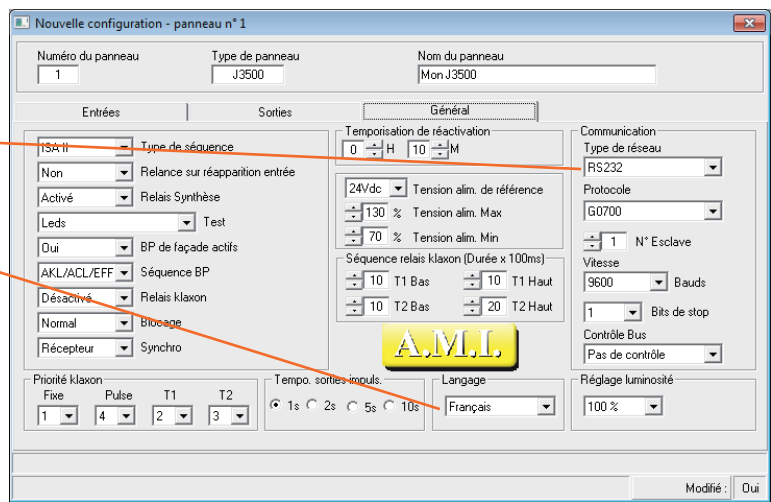 Nouvelle configuration - panneau n° 1
Numéro du panneau
1
Type de panneau
J3500
Nom du panneau
Mon J3500
Entrées
Sorties
Général
ISA II
Type de séquence
Non
Relance sur réapparition entrée
Activé
Relais Synthèse
Leds
Test
Oui
BP de façade actifs
AKL/ACL/EFF
Séquence BP
Désactivé
Relais klaxon
Normal
Blocage
Récepteur
Synchro
Temporisation de réactivation
0 H 10 M
24Vdc Tension alim. de référence
130 % Tension alim. Max
70 % Tension alim. Min
Séquence relais klaxon (Durée x 100ms)
10 T1 Bas 10 T1 Haut
10 T2 Bas 20 T2 Haut
A.M.I.
Communication
Type de réseau
RS232
Protocole
G0700
1 N° Esclave
Vitesse
9600 Bauds
1 Bits de stop
Contrôle Bus
Pas de contrôle
Priorité klaxon
Fixe Pulse T1 T2
1 4 2 3
Tempo. sorties impuls.
1s 2s 5s 10s
Langage
Français
Réglage luminosité
100 %
Modifié : Oui